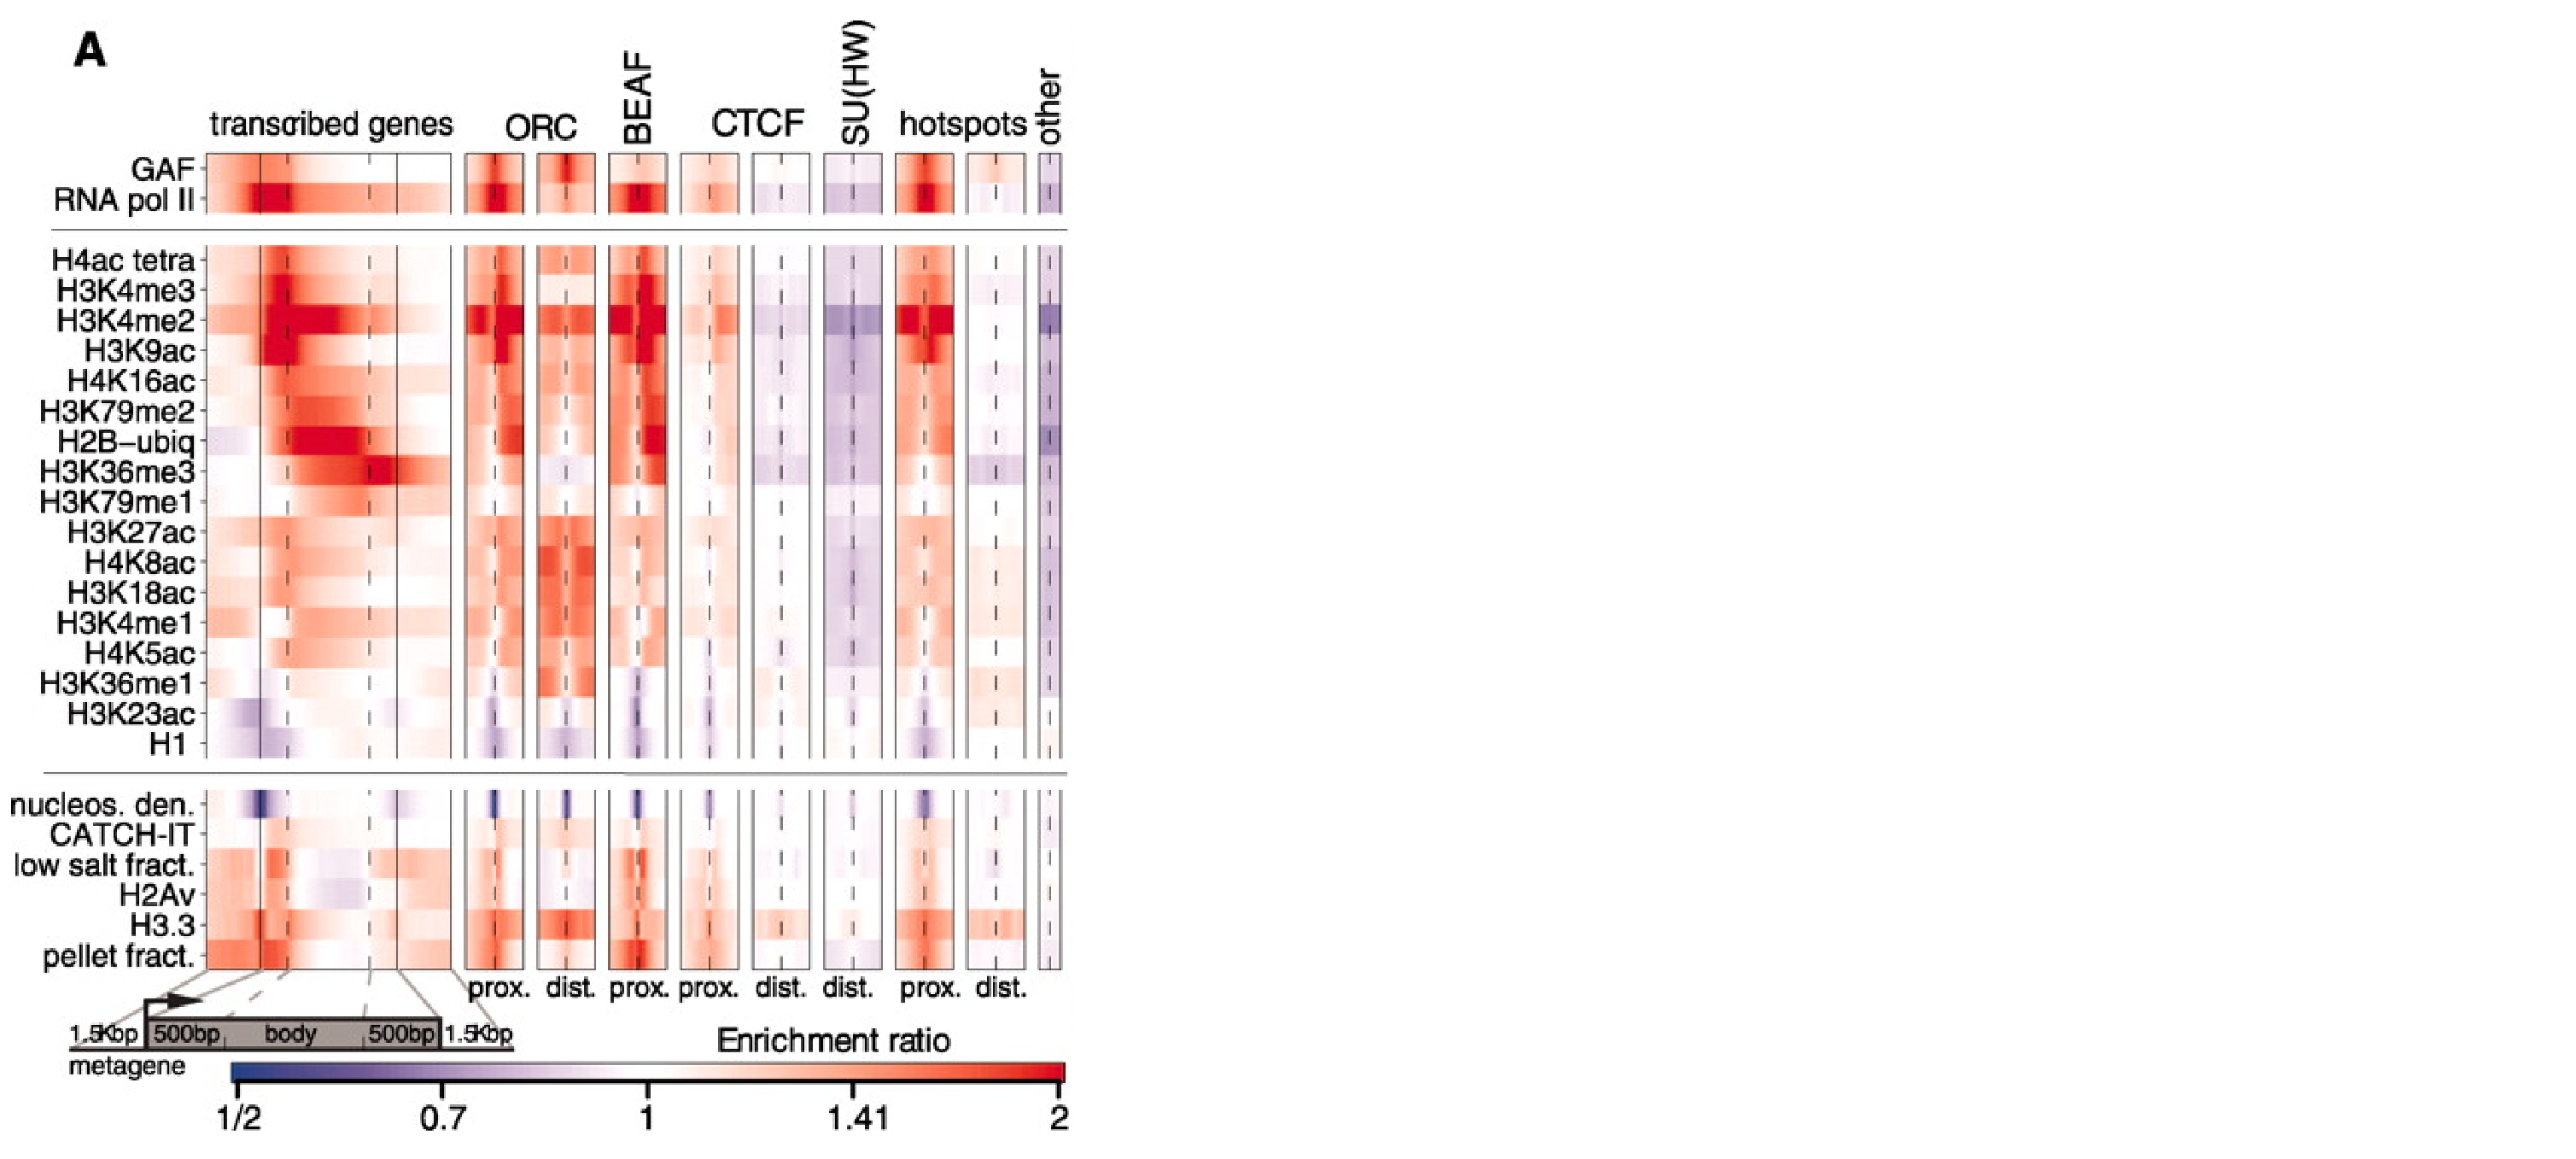 A
transcribed genes
ORC
BEAF
CTCF
SU(HW)
hotspots
other
GAF
RNA pol II
H4ac tetra
H3K4me3
H3K4me2
H3K9ac
H4K16ac
H3K79me2
H2B–ubiq
H3K36me3
H3K79me1
H3K27ac
H4K8ac
H3K18ac
H3K4me1
H4K5ac
H3K36me1
H3K23ac
H1
nucleos. den.
CATCH-IT
low salt fract.
H2Av
H3.3
pellet fract.
prox. dist. prox. prox. dist. dist. prox. dist.
1.5Kbp 500bp body 500bp 1.5Kbp
metagene
Enrichment ratio
1/2 0.7 1 1.41 2